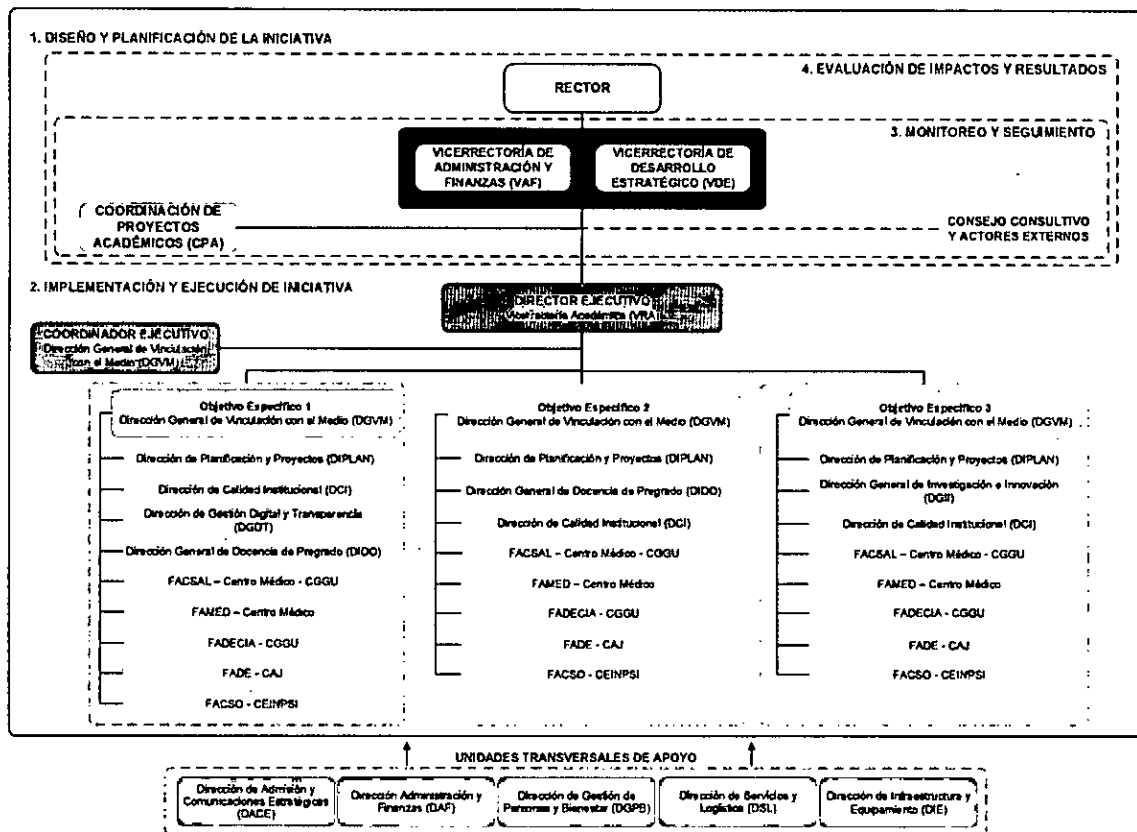 1. DISEÑO Y PLANIFICACIÓN DE LA INICIATIVA
4. EVALUACIÓN DE IMPACTOS Y RESULTADOS
RECTOR
3. MONITOREO Y SEGUIMIENTO
VICERRECTORÍA DE
ADMINISTRACIÓN Y
FINANZAS (VAF)
VICERRECTORÍA DE
DESARROLLO
ESTRATÉGICO (VDE)
COORDINACIÓN DE
PROYECTOS
ACADÉMICOS (CPA)
CONSEJO CONSULTIVO
Y ACTORES EXTERNOS
2. IMPLEMENTACIÓN Y EJECUCIÓN DE INICIATIVA
DIRECTOR EJECUTIVO
Vicerrectoría Académica (VRA)
COORDINADOR EJECUTIVO
Dirección General de Vinculación
con el Medio (DGVM)
Objetivo Específico 1
Dirección General de Vinculación con el Medio (DGVM)
Dirección de Planificación y Proyectos (DIPLAN)
Dirección de Calidad Institucional (DCI)
Dirección de Gestión Digital y Transparencia
(DGDT)
Dirección General de Docencia de Pregrado (DIDO)
FACSAL – Centro Médico - CGGU
FAMED – Centro Médico
FADECIA - CGGU
FADE - CAJ
FACSO - CEINPSI
Objetivo Específico 2
Dirección General de Vinculación con el Medio (DGVM)
Dirección de Planificación y Proyectos (DIPLAN)
Dirección General de Docencia de Pregrado (DIDO)
Dirección de Calidad Institucional (DCI)
FACSAL – Centro Médico - CGGU
FAMED – Centro Médico
FADECIA - CGGU
FADE - CAJ
FACSO - CEINPSI
Objetivo Específico 3
Dirección General de Vinculación con el Medio (DGVM)
Dirección de Planificación y Proyectos (DIPLAN)
Dirección General de Investigación e Innovación
(DGII)
Dirección de Calidad Institucional (DCI)
FACSAL – Centro Médico - CGGU
FAMED – Centro Médico
FADECIA - CGGU
FADE - CAJ
FACSO - CEINPSI
UNIDADES TRANSVERSALES DE APOYO
Dirección de Admisión y
Comunicaciones Estratégicas
(DACE)
Dirección Administración y
Finanzas (DAF)
Dirección de Gestión de
Personas y Bienestar (DGPB)
Dirección de Servicios y
Logística (DSL)
Dirección de Infraestructura y
Equipamiento (DIE)